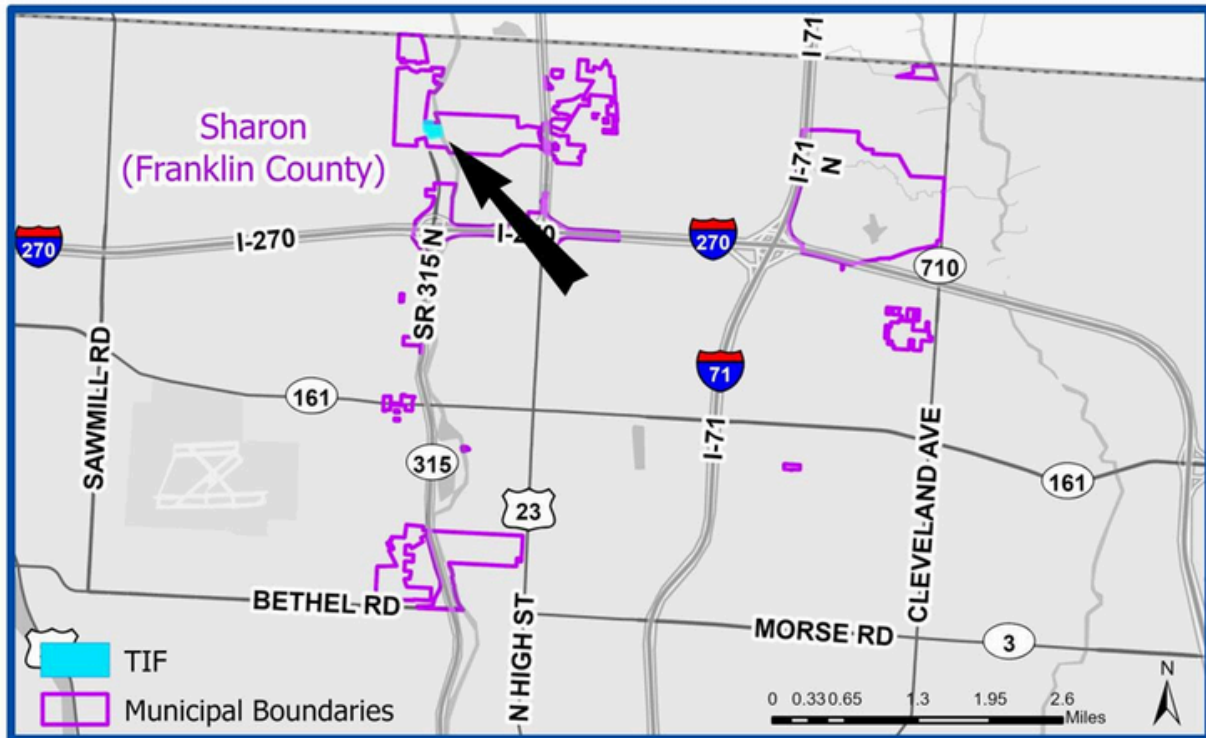 I-71
Sharon
(Franklin County)
I-71
N
270
I-270
I-270
270
710
SR 315 N
SAWMILL RD
71
161
I-71
315
161
23
CLEVELAND AVE
BETHEL RD
N HIGH ST
MORSE RD
3
TIF
Municipal Boundaries
N
0 0.33 0.65 1.3 1.95 2.6
Miles